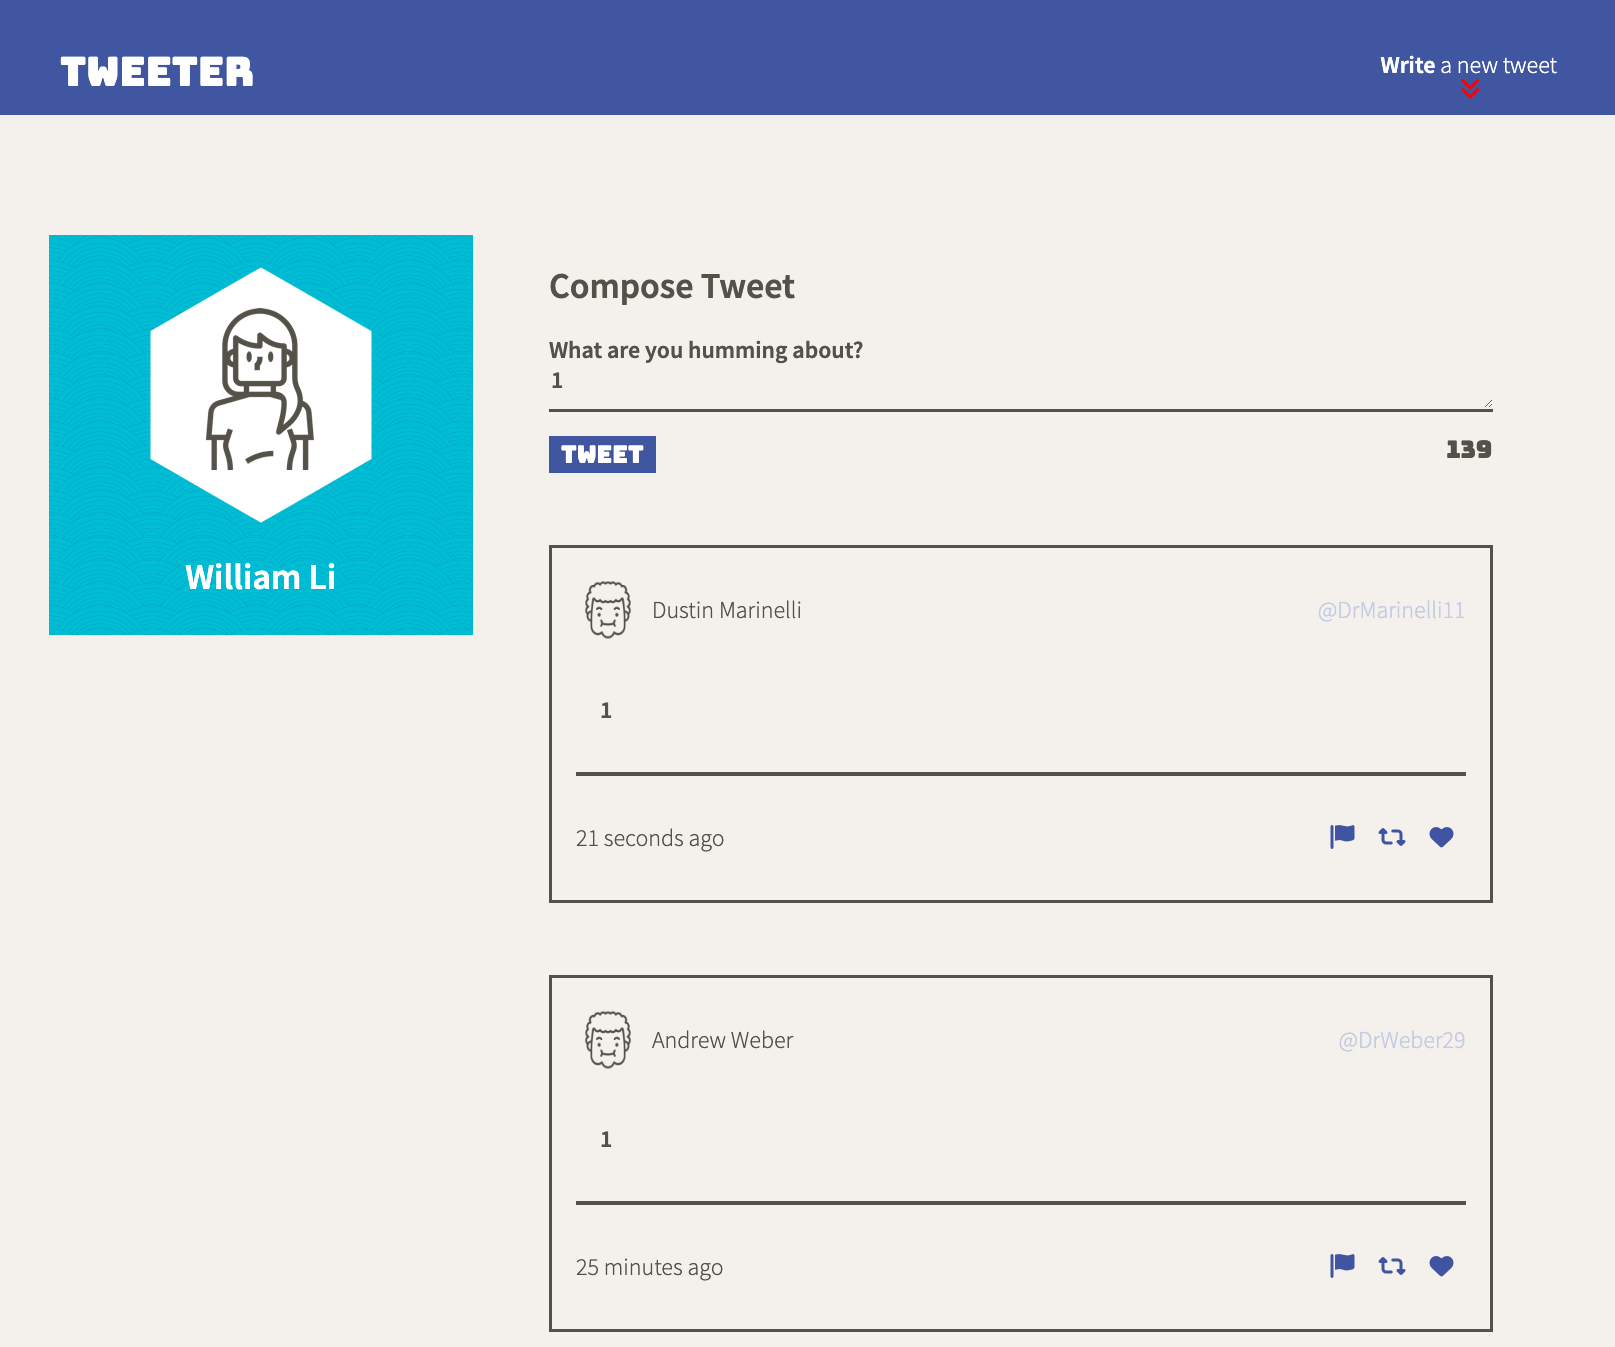 TWEETER
Write a new tweet
William Li
Compose Tweet
What are you humming about?
1
TWEET
139
Dustin Marinelli
@DrMarinelli11
1
21 seconds ago
Andrew Weber
@DrWeber29
1
25 minutes ago